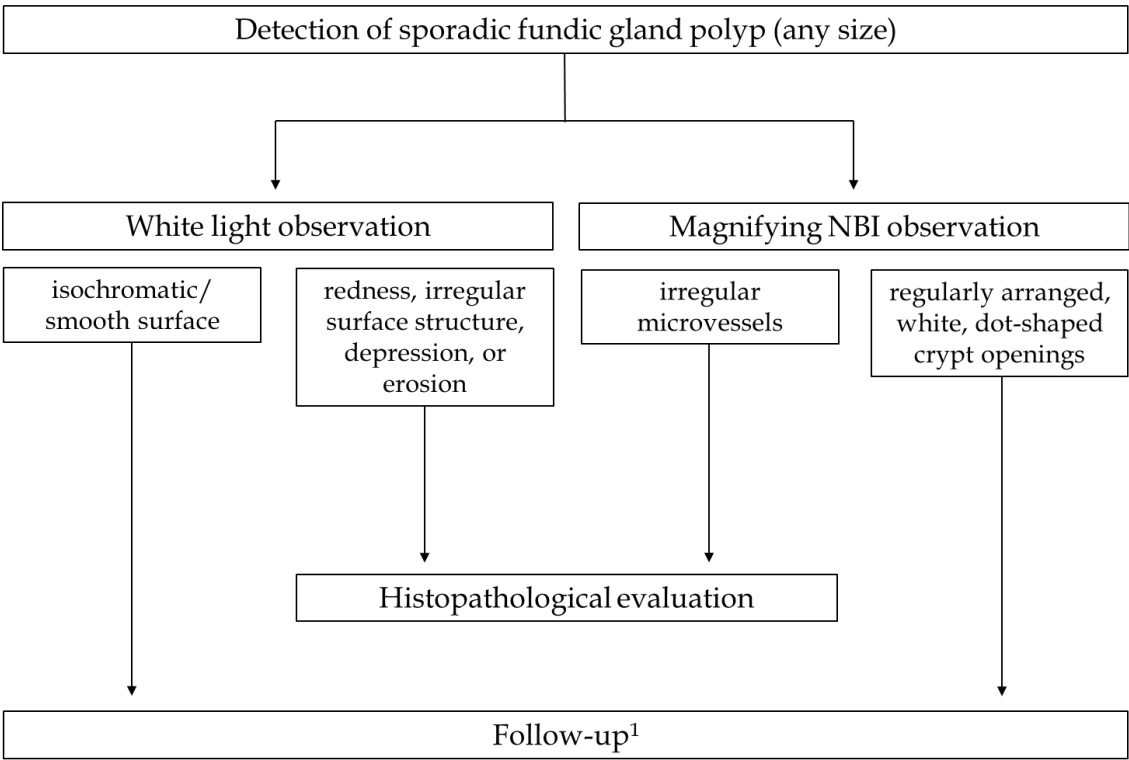 Detection of sporadic fundic gland polyp (any size)
White light observation
Magnifying NBI observation
isochromatic/
smooth surface
redness, irregular
surface structure,
depression, or
erosion
irregular
microvessels
regularly arranged,
white, dot-shaped
crypt openings
Histopathological evaluation
Follow-up¹